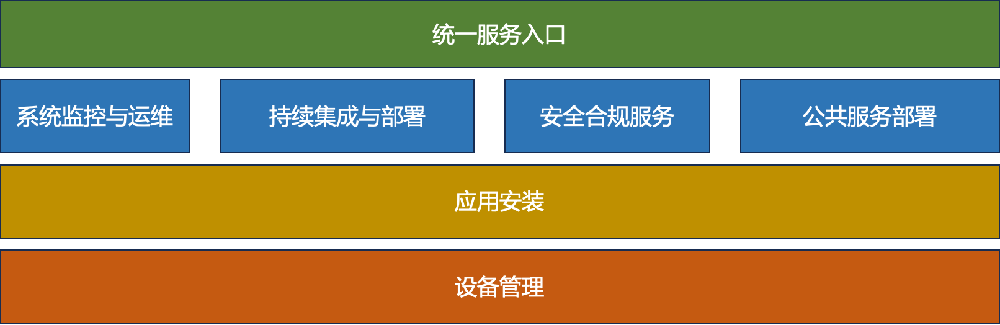 统一服务入口
系统监控与运维
持续集成与部署
安全合规服务
公共服务部署
应用安装
设备管理